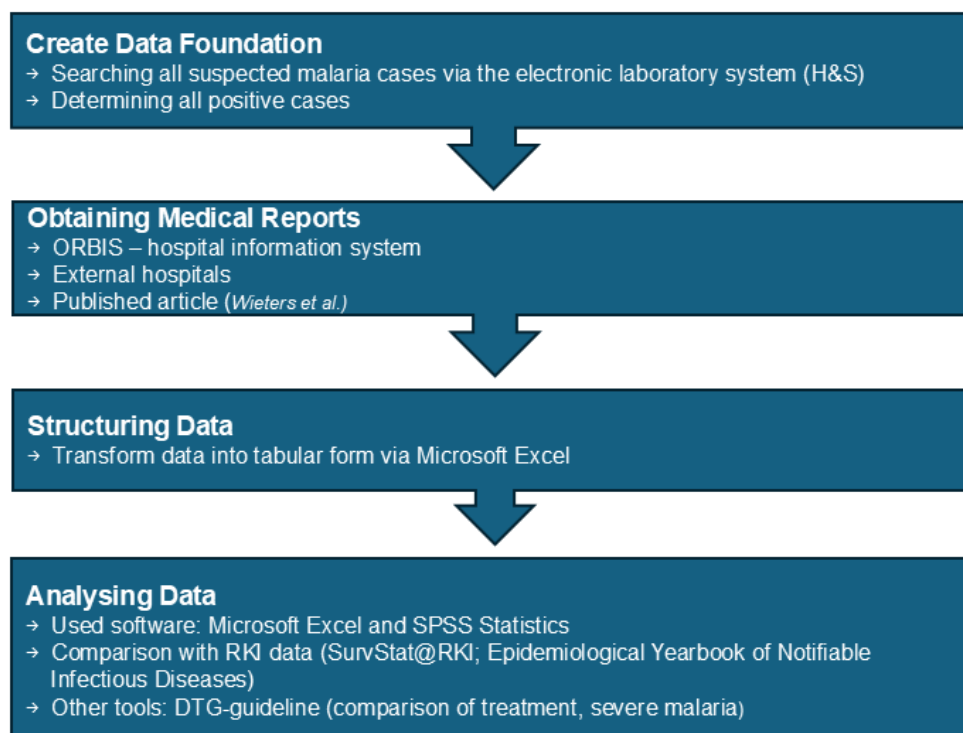 Create Data Foundation
→ Searching all suspected malaria cases via the electronic laboratory system (H&S)
→ Determining all positive cases
Obtaining Medical Reports
→ ORBIS – hospital information system
→ External hospitals
→ Published article (Wieters et al.)
Structuring Data
→ Transform data into tabular form via Microsoft Excel
Analysing Data
→ Used software: Microsoft Excel and SPSS Statistics
→ Comparison with RKI data (SurvStat@RKI; Epidemiological Yearbook of Notifiable
Infectious Diseases)
→ Other tools: DTG-guideline (comparison of treatment, severe malaria)